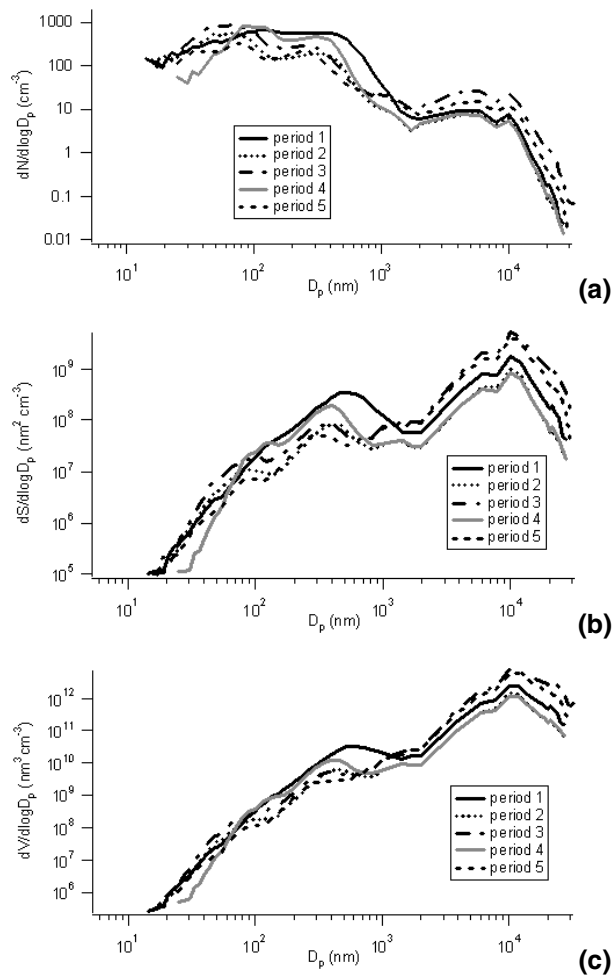 1000
100
10
1
0.1
0.01
dN/dlogDp (cm⁻³)
period 1
period 2
period 3
period 4
period 5
10¹ 10² 10³ 10⁴
Dp (nm)
(a)
10⁹
10⁸
10⁷
10⁶
10⁵
dS/dlogDp (nm² cm⁻³)
period 1
period 2
period 3
period 4
period 5
10¹ 10² 10³ 10⁴
Dp (nm)
(b)
10¹²
10¹¹
10¹⁰
10⁹
10⁸
10⁷
10⁶
dV/dlogDp (nm³ cm⁻³)
period 1
period 2
period 3
period 4
period 5
10¹ 10² 10³ 10⁴
Dp (nm)
(c)